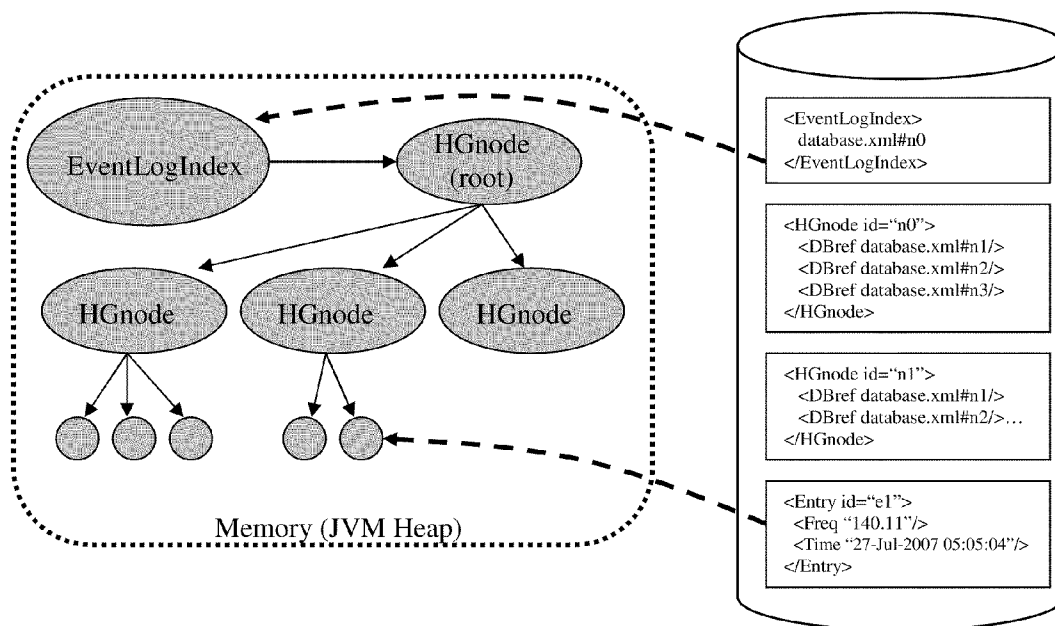 EventLogIndex
HGnode
(root)
HGnode
HGnode
HGnode
Memory (JVM Heap)
<EventLogIndex>
database.xml#n0
</EventLogIndex>
<HGnode id=“n0”>
<DBref database.xml#n1/>
<DBref database.xml#n2/>
<DBref database.xml#n3/>
</HGnode>
<HGnode id=“n1”>
<DBref database.xml#n1/>
<DBref database.xml#n2/>…
</HGnode>
<Entry id=“e1”>
<Freq “140.11”/>
<Time “27-Jul-2007 05:05:04”/>
</Entry>